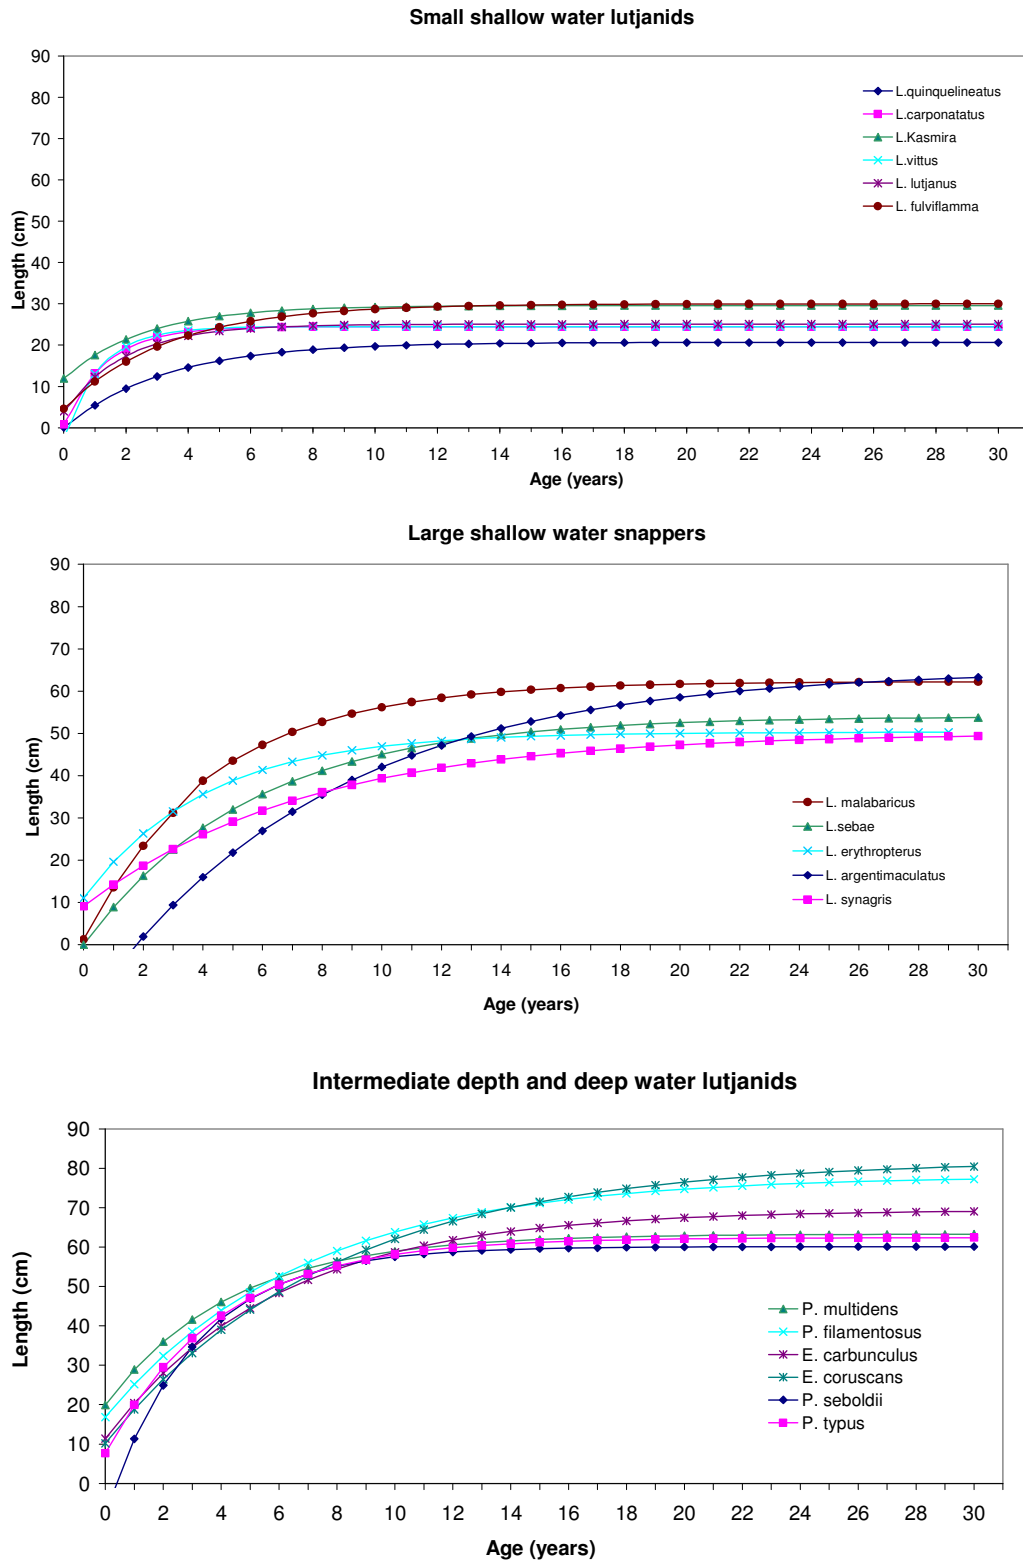 Small shallow water lutjanids
90
80
70
60
50
40
30
20
10
0
Length (cm)
L.quinquelineatus
L.carponatatus
L.Kasmira
L.vittus
L. lutjanus
L. fulviflamma
0 2 4 6 8 10 12 14 16 18 20 22 24 26 28 30
Age (years)
Large shallow water snappers
90
80
70
60
50
40
30
20
10
0
Length (cm)
L. malabaricus
L.sebae
L. erythropterus
L. argentimaculatus
L. synagris
0 2 4 6 8 10 12 14 16 18 20 22 24 26 28 30
Age (years)
Intermediate depth and deep water lutjanids
90
80
70
60
50
40
30
20
10
0
Length (cm)
P. multidens
P. filamentosus
E. carbunculus
E. coruscans
P. seboldii
P. typus
0 2 4 6 8 10 12 14 16 18 20 22 24 26 28 30
Age (years)